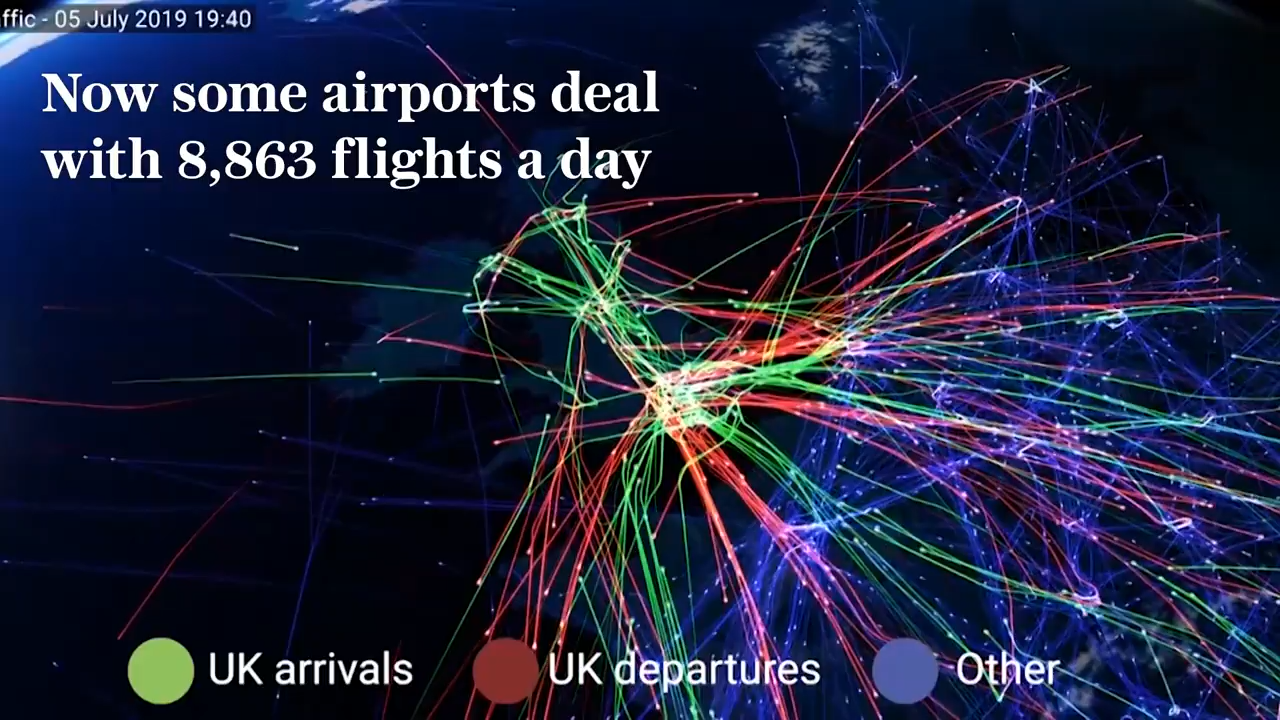 ffic - 05 July 2019 19:40
Now some airports deal
with 8,863 flights a day
UK arrivals
UK departures
Other